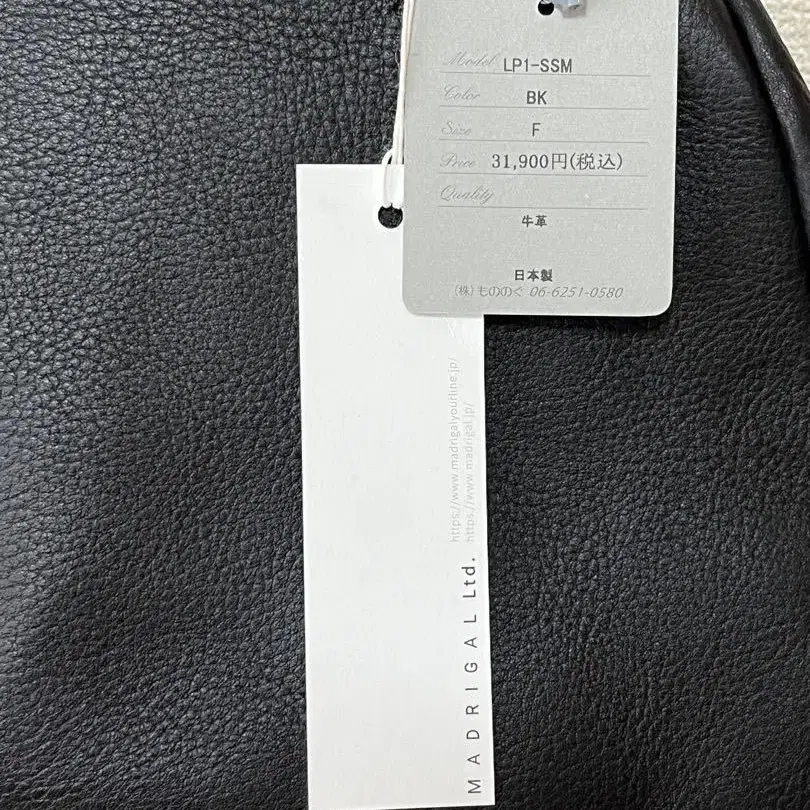 Model LP1-SSM
Color BK
Size F
Price 31,900円(税込)
Quality
牛革
日本製
(株)もののぐ 06-6251-0580
https://www.madrigalyourline.jp/
https://www.madrigal.jp/
MADRIGAL Ltd.